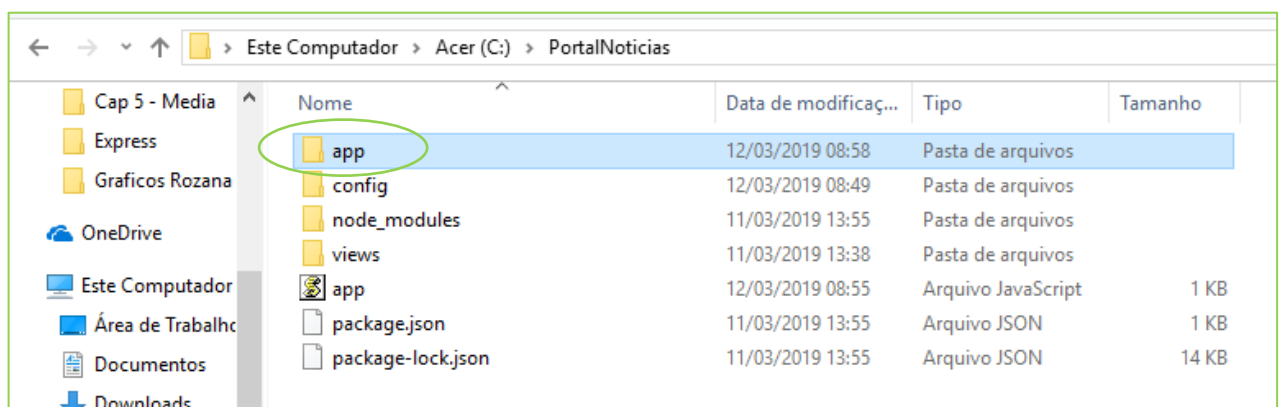 Este Computador > Acer (C:) > PortalNoticias
Cap 5 - Media
Express
Graficos Rozana
OneDrive
Este Computador
Área de Trabalho
Documentos
Downloads
Nome Data de modificaç... Tipo Tamanho
app 12/03/2019 08:58 Pasta de arquivos
config 12/03/2019 08:49 Pasta de arquivos
node_modules 11/03/2019 13:55 Pasta de arquivos
views 11/03/2019 13:38 Pasta de arquivos
app 12/03/2019 08:55 Arquivo JavaScript 1 KB
package.json 11/03/2019 13:55 Arquivo JSON 1 KB
package-lock.json 11/03/2019 13:55 Arquivo JSON 14 KB